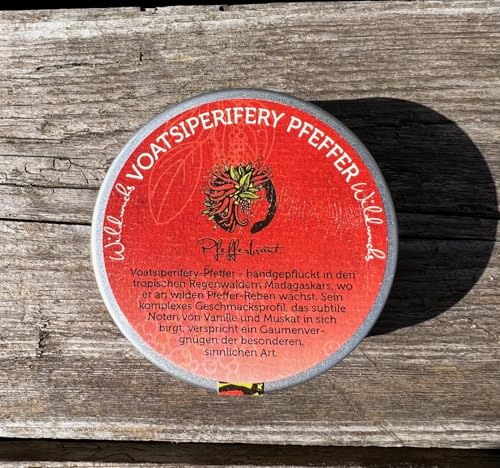 Wildwuchs VOATSIPERIFERY PFEFFER Wildwuchs
Pfefferbraut
Voatsiperifery-Pfeffer - handgepflückt in den
tropischen Regenwäldern Madagaskars, wo
er an wilden Pfeffer-Reben wächst. Sein
komplexes Geschmacksprofil, das subtile
Noten von Vanille und Muskat in sich
birgt, verspricht ein Gaumenver-
gnügen der besonderen,
sinnlichen Art.